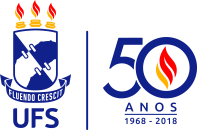 FLUENDO CRESCIT
UFS
50
ANOS
1968 - 2018